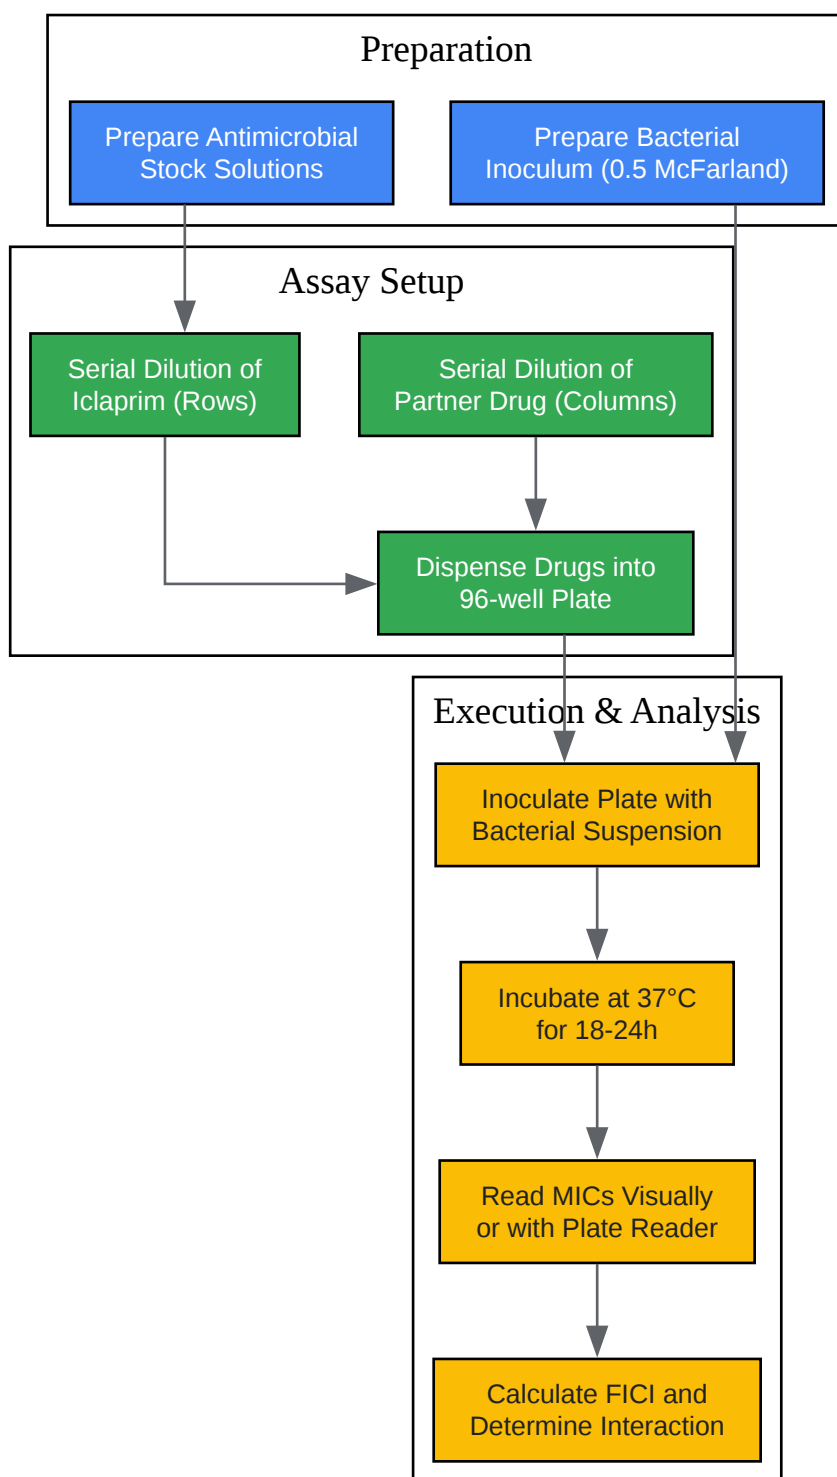 Preparation
Prepare Antimicrobial
Stock Solutions
Prepare Bacterial
Inoculum (0.5 McFarland)
Assay Setup
Serial Dilution of
Iclaprim (Rows)
Serial Dilution of
Partner Drug (Columns)
Dispense Drugs into
96-well Plate
Execution & Analysis
Inoculate Plate with
Bacterial Suspension
Incubate at 37°C
for 18-24h
Read MICs Visually
or with Plate Reader
Calculate FICI and
Determine Interaction